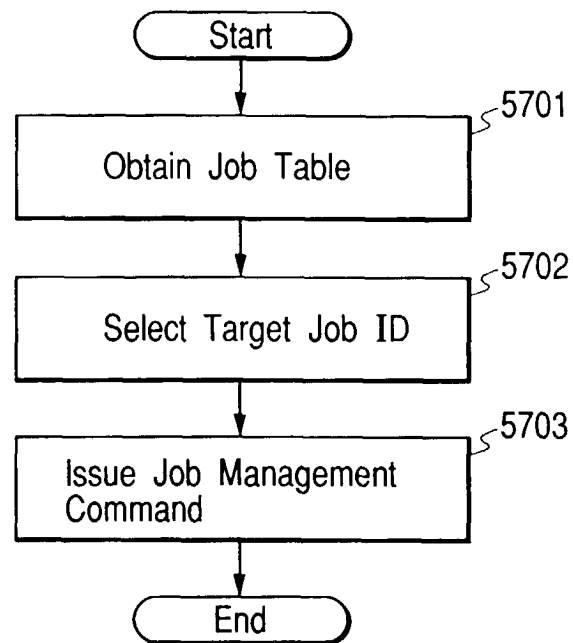 Start
5701
Obtain Job Table
5702
Select Target Job ID
5703
Issue Job Management
Command
End